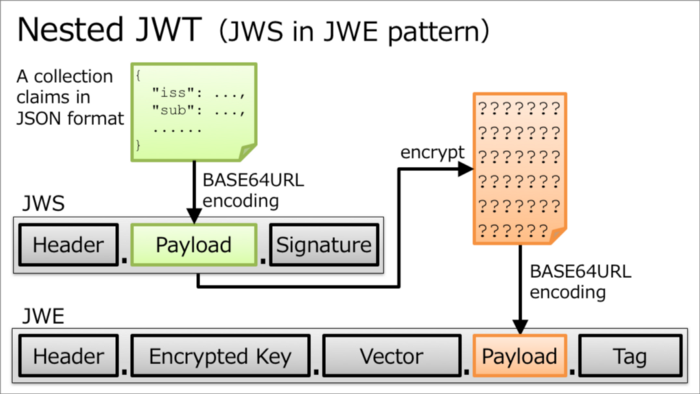 Nested JWT (JWS in JWE pattern)
A collection
claims in
JSON format
{
"iss": ...,
"sub": ...,
......
}
BASE64URL
encoding
JWS
Header . Payload . Signature
encrypt
???????
???????
???????
???????
???????
??????
BASE64URL
encoding
JWE
Header . Encrypted Key . Vector . Payload . Tag